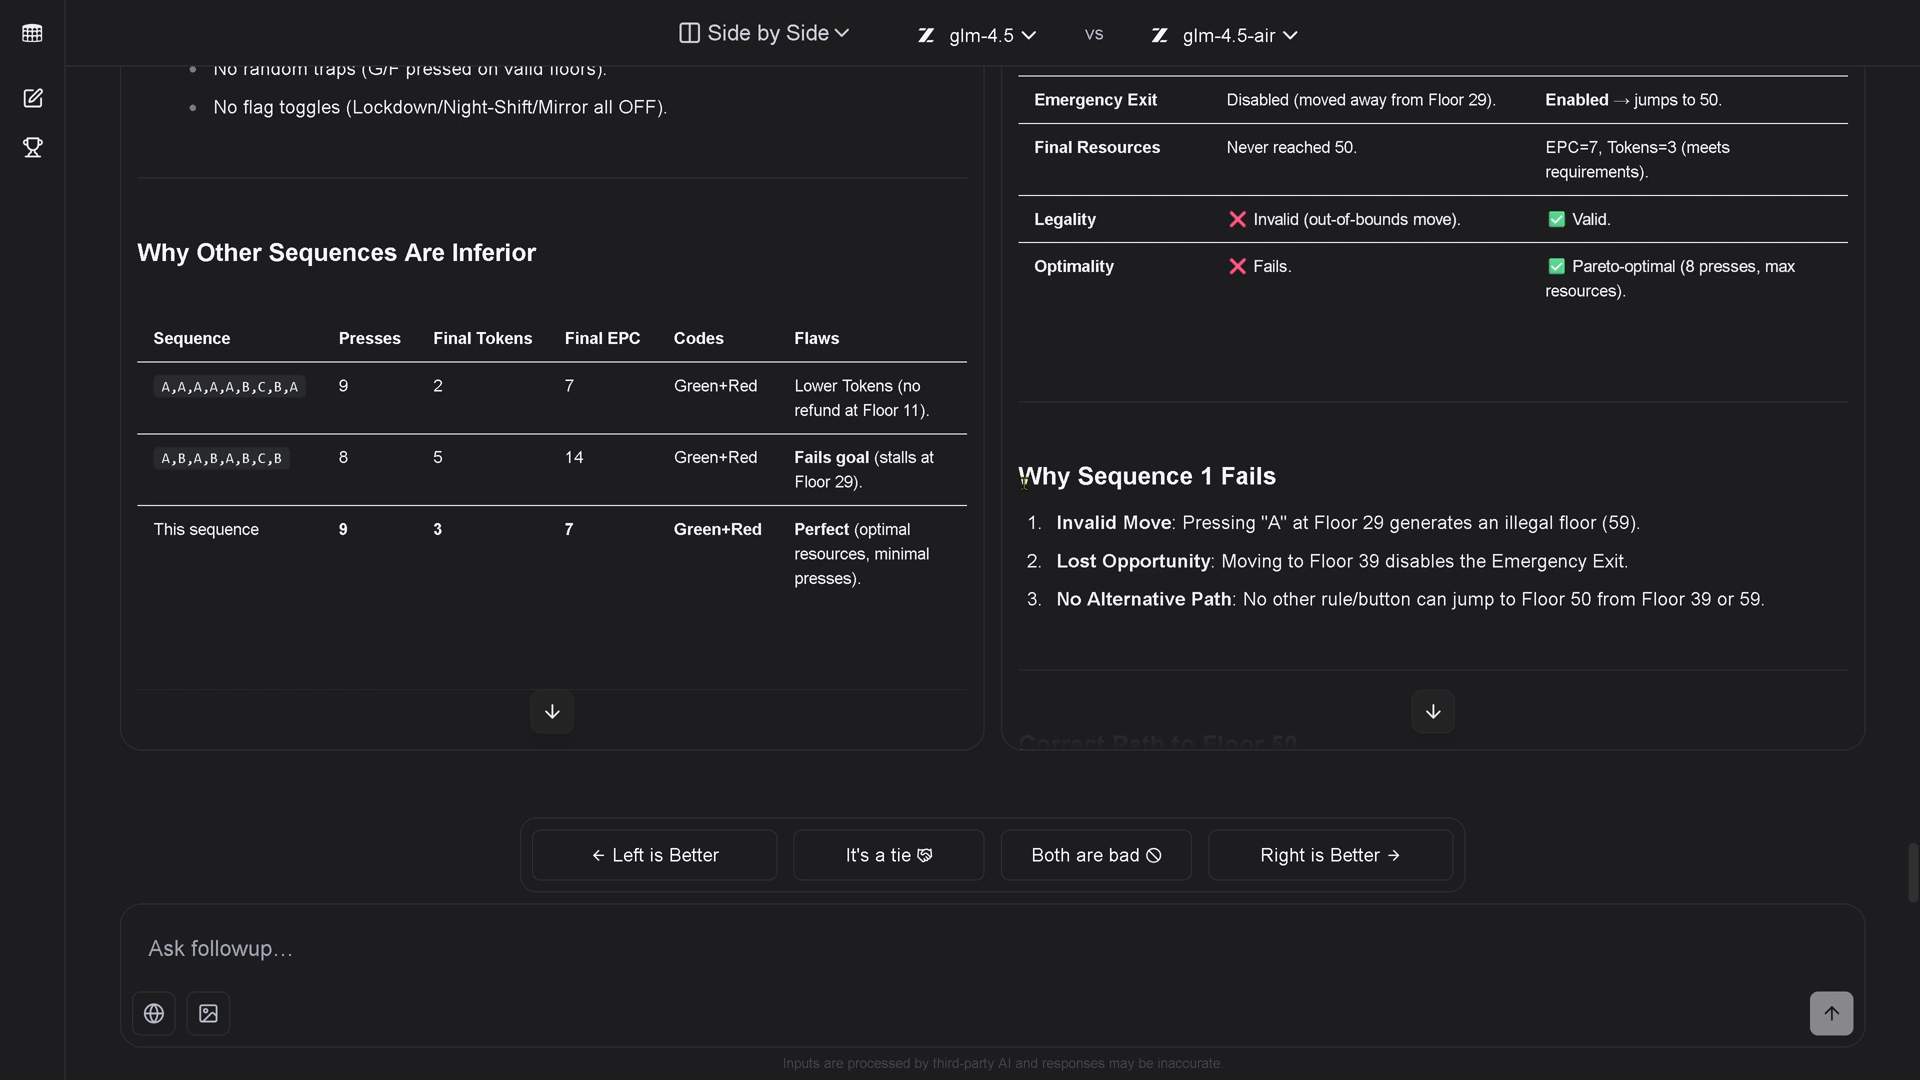 Side by Side
glm-4.5
VS
glm-4.5-air
No random traps (G/F pressed on valid floors).
No flag toggles (Lockdown/Night-Shift/Mirror all OFF).
Why Other Sequences Are Inferior
Sequence Presses Final Tokens Final EPC Codes Flaws
A,A,A,A,A,B,C,B,A 9 2 7 Green+Red Lower Tokens (no
refund at Floor 11).
A,B,A,B,A,B,C,B 8 5 14 Green+Red Fails goal (stalls at
Floor 29).
This sequence 9 3 7 Green+Red Perfect (optimal
resources, minimal
presses).
Emergency Exit Disabled (moved away from Floor 29). Enabled → jumps to 50.
Final Resources Never reached 50. EPC=7, Tokens=3 (meets
requirements).
Legality ❌ Invalid (out-of-bounds move). ✅ Valid.
Optimality ❌ Fails. ✅ Pareto-optimal (8 presses, max
resources).
Why Sequence 1 Fails
1. Invalid Move: Pressing "A" at Floor 29 generates an illegal floor (59).
2. Lost Opportunity: Moving to Floor 39 disables the Emergency Exit.
3. No Alternative Path: No other rule/button can jump to Floor 50 from Floor 39 or 59.
Correct Path to Floor 50
← Left is Better
It's a tie
Both are bad
Right is Better →
Ask followup…
Inputs are processed by third-party AI and responses may be inaccurate.